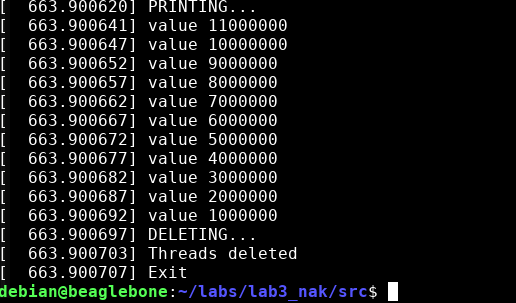 [  663.900620] PRINTING...
[  663.900641] value 11000000
[  663.900647] value 10000000
[  663.900652] value 9000000
[  663.900657] value 8000000
[  663.900662] value 7000000
[  663.900667] value 6000000
[  663.900672] value 5000000
[  663.900677] value 4000000
[  663.900682] value 3000000
[  663.900687] value 2000000
[  663.900692] value 1000000
[  663.900697] DELETING...
[  663.900703] Threads deleted
[  663.900707] Exit
debian@beaglebone:~/labs/lab3_nak/src$